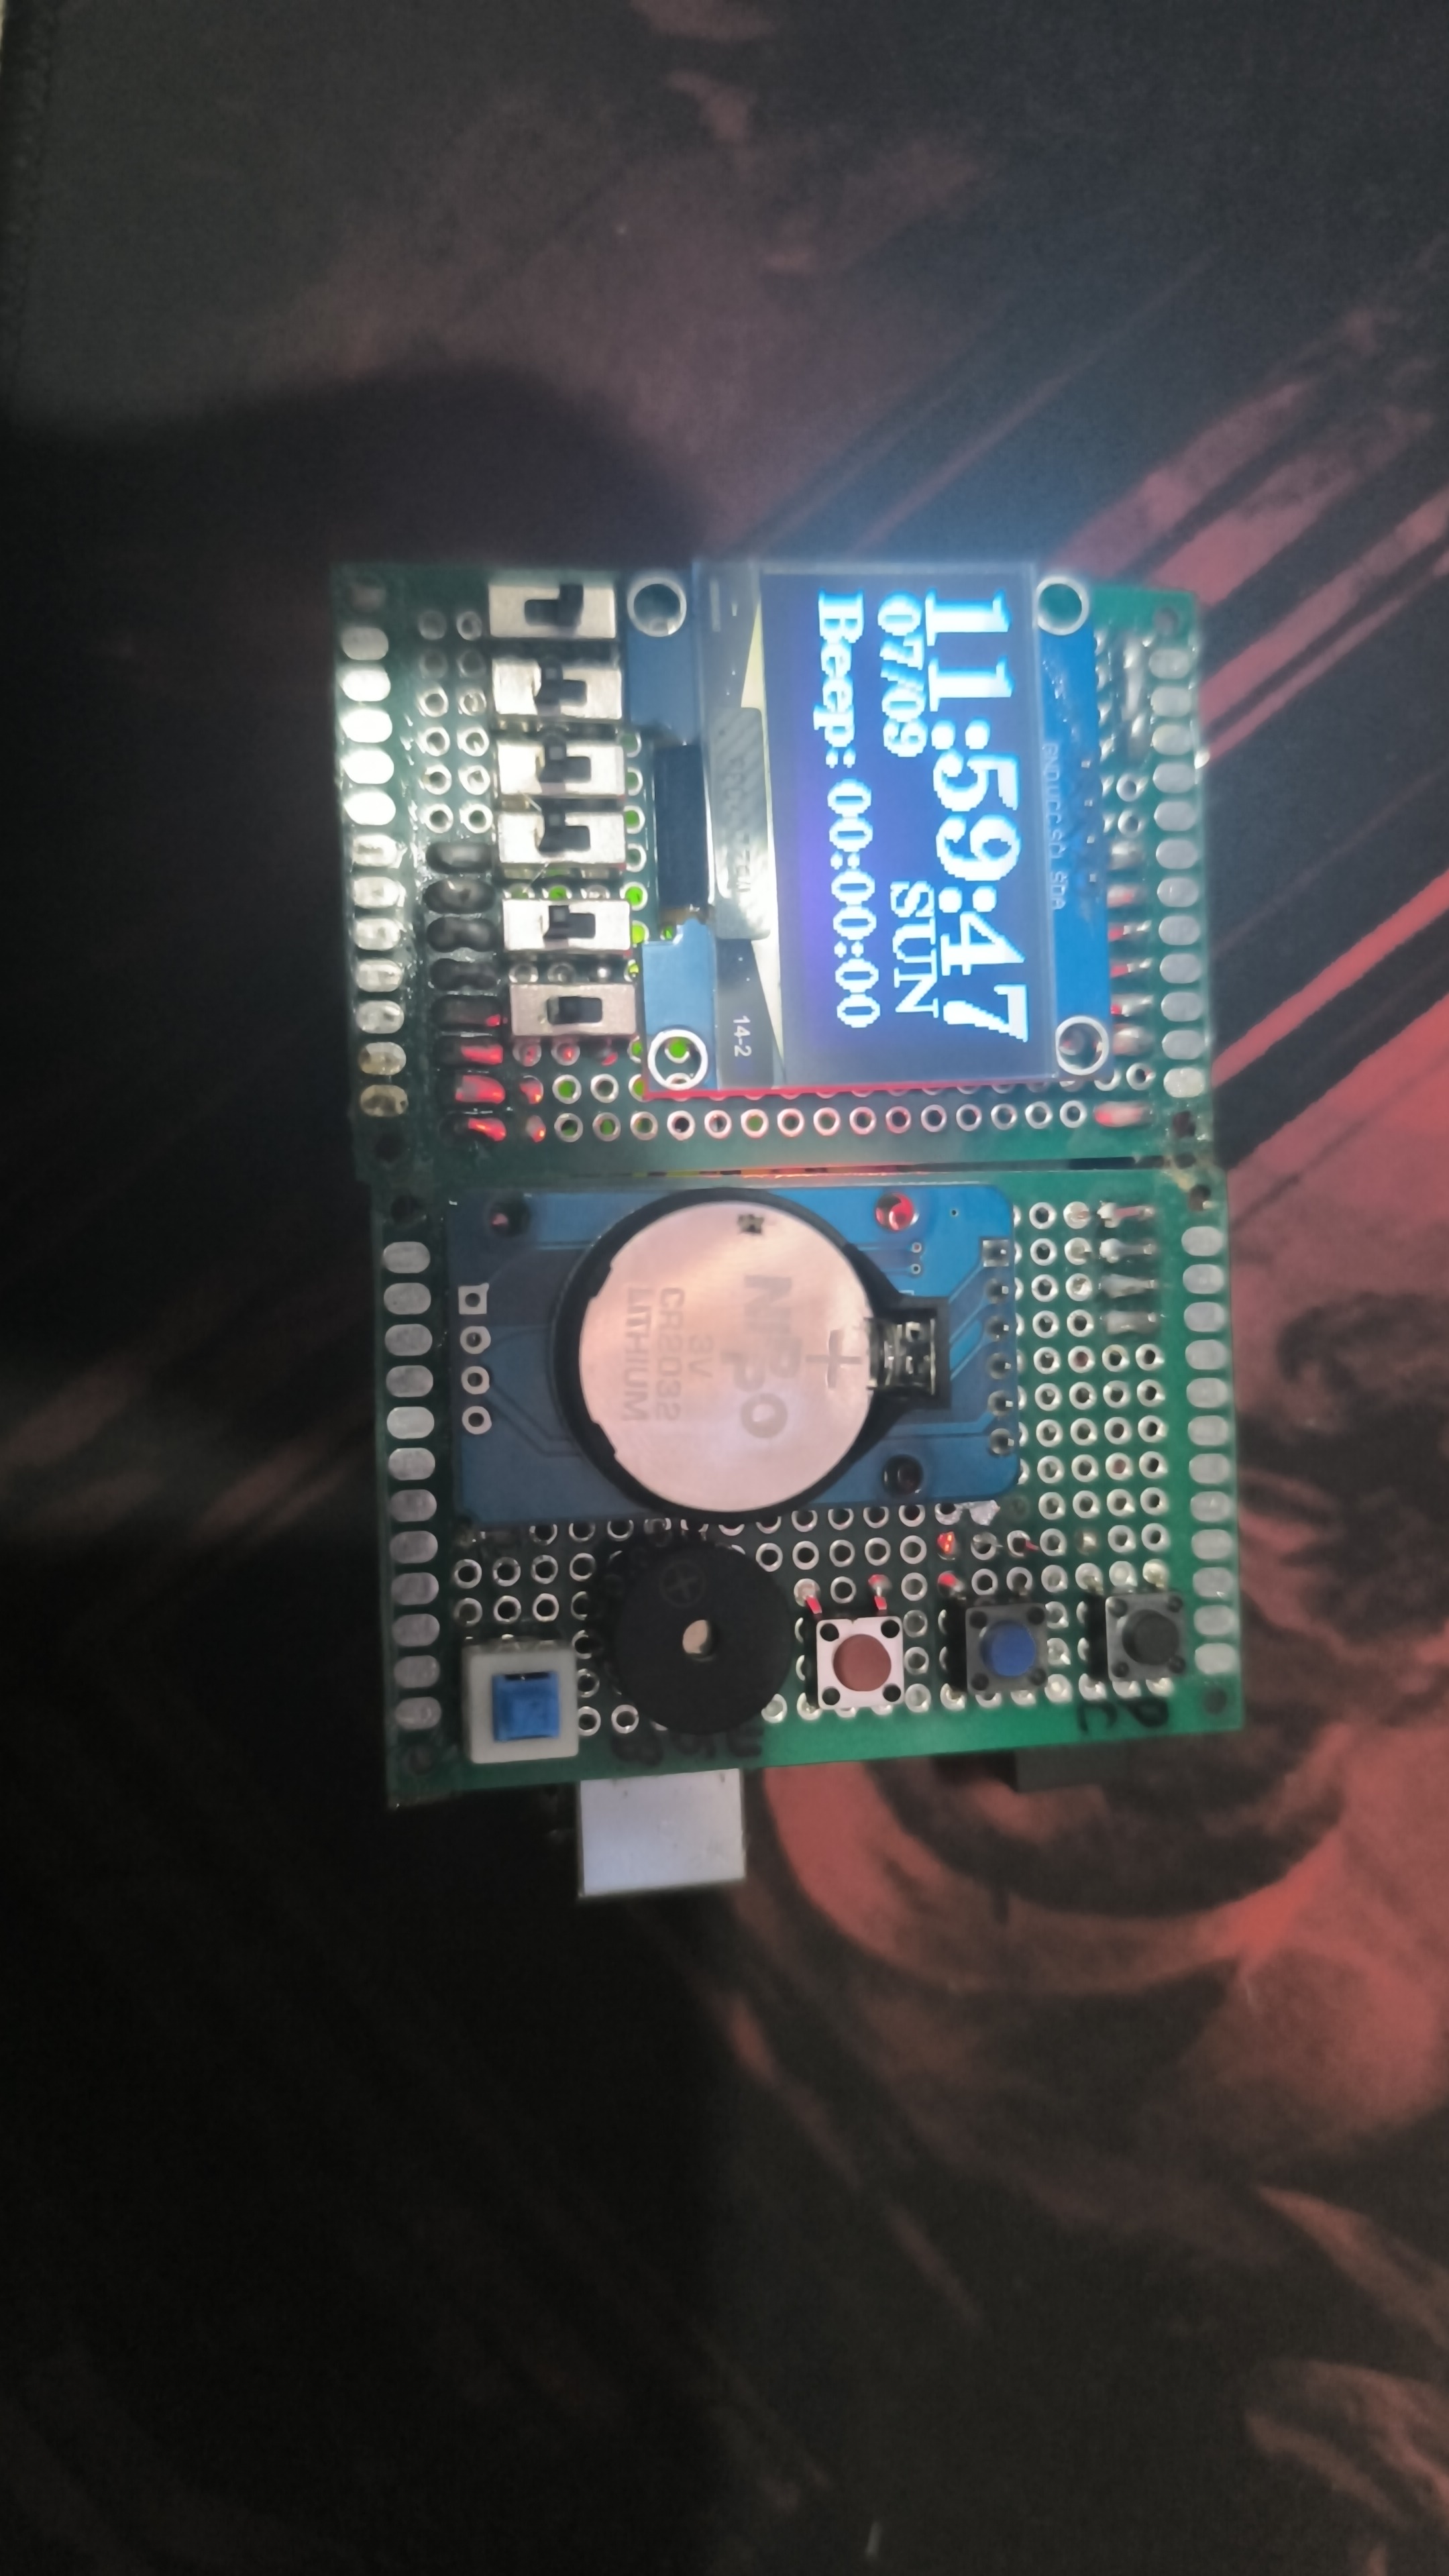 GND VCC SCL SDA
11:59:47
07/09 SUN
Beep: 00:00:00
14-2
+
NIPPO
3V
CR2032
LITHIUM
DC